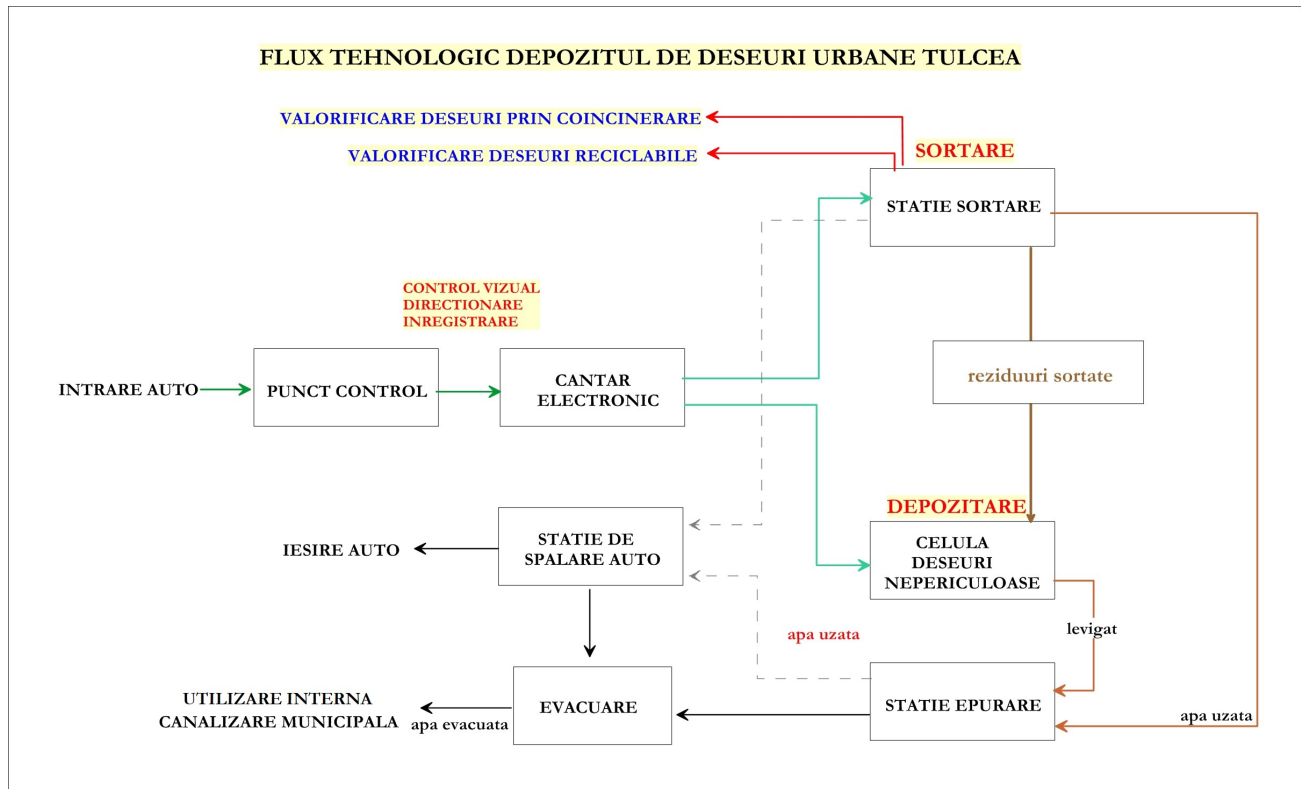 FLUX TEHNOLOGIC DEPOZITUL DE DESEURI URBANE TULCEA
VALORIFICARE DESEURI PRIN COINCINERARE
VALORIFICARE DESEURI RECICLABILE
SORTARE
STATIE SORTARE
CONTROL VIZUAL
DIRECTIONARE
INREGISTRARE
INTRARE AUTO
PUNCT CONTROL
CANTAR
ELECTRONIC
reziduuri sortate
DEPOZITARE
CELULA
DESEURI
NEPERICULOASE
IESIRE AUTO
STATIE DE
SPALARE AUTO
apa uzata
levigat
UTILIZARE INTERNA
CANALIZARE MUNICIPALA
apa evacuata
EVACUARE
STATIE EPURARE
apa uzata